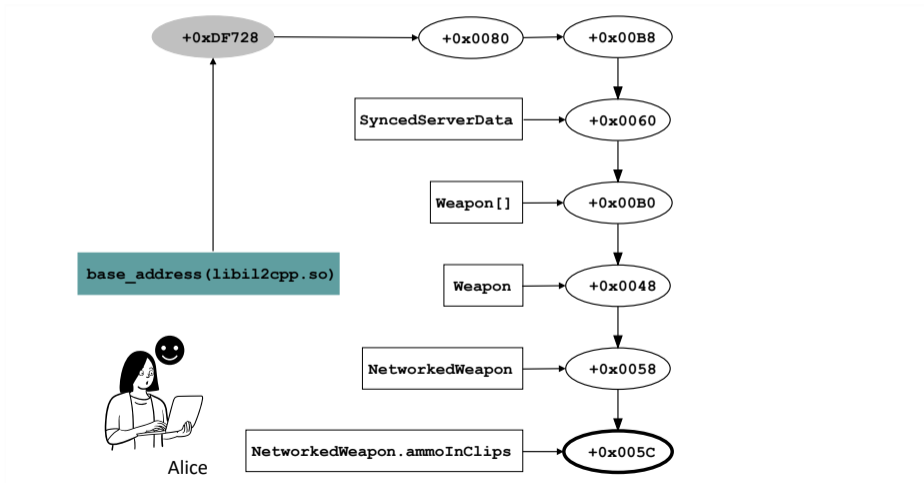 +0xDF728
+0x0080
+0x00B8
SyncedServerData
+0x0060
Weapon[]
+0x00B0
base_address(libil2cpp.so)
Weapon
+0x0048
NetworkedWeapon
+0x0058
NetworkedWeapon.ammoInClips
+0x005C
Alice